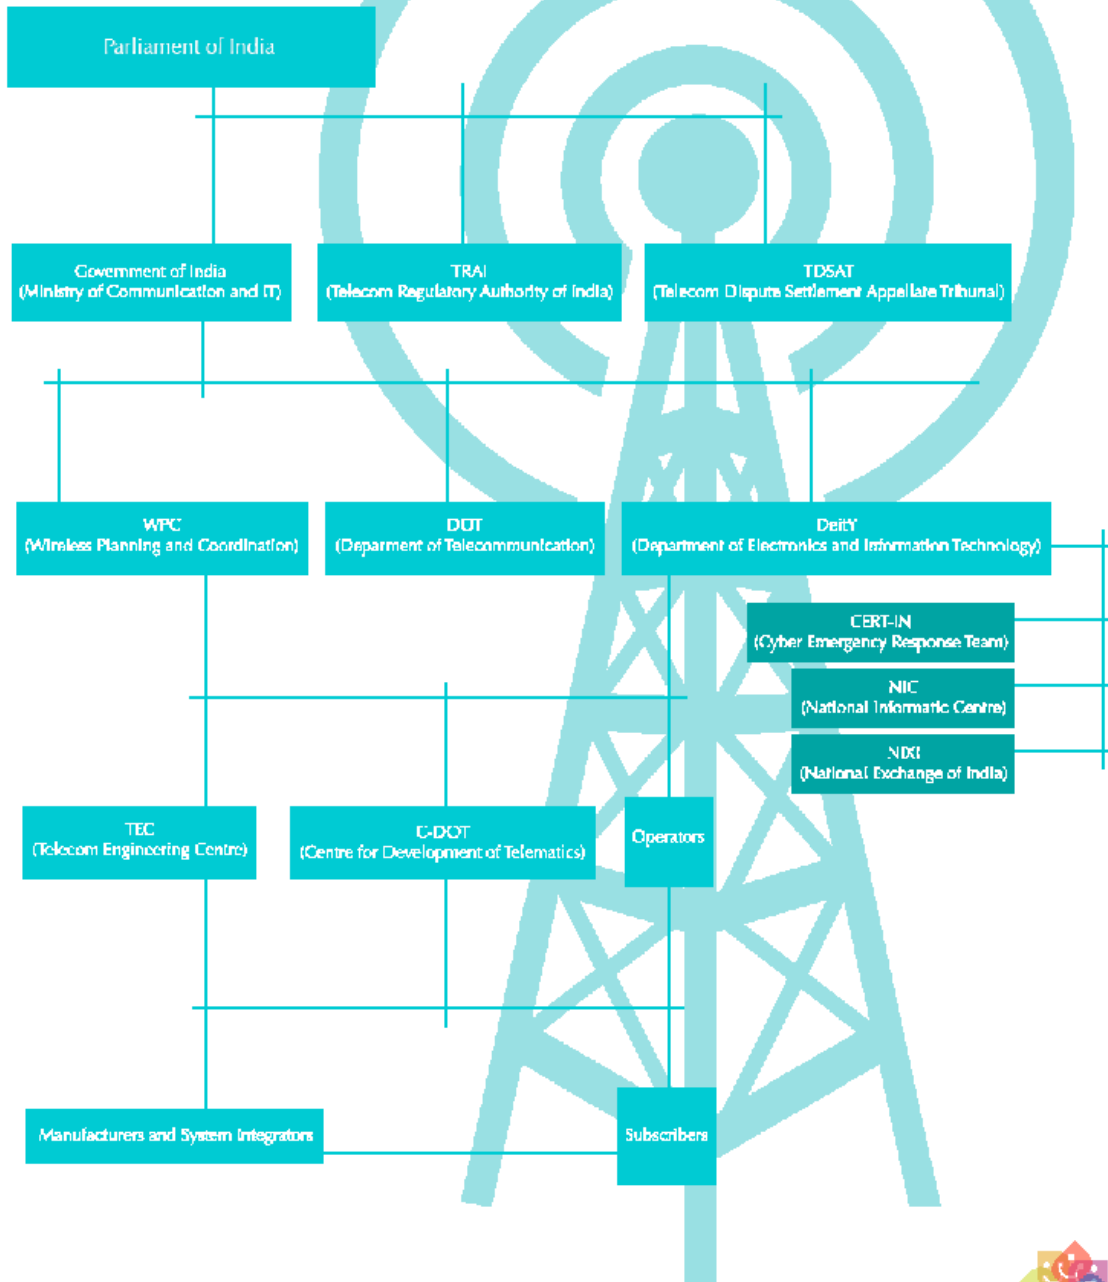 Parliament of India
Government of India
(Ministry of Communication and IT)
TRAI
(Telecom Regulatory Authority of India)
TDSAT
(Telecom Dispute Settlement Appellate Tribunal)
WPC
(Wireless Planning and Coordination)
DOT
(Deparment of Telecommunication)
DeitY
(Department of Electronics and Information Technology)
CERT-IN
(Cyber Emergency Response Team)
NIC
(National Informatic Centre)
NIXI
(National Exchange of India)
TEC
(Telecom Engineering Centre)
C-DOT
(Centre for Development of Telematics)
Operators
Manufacturers and System Integrators
Subscribers